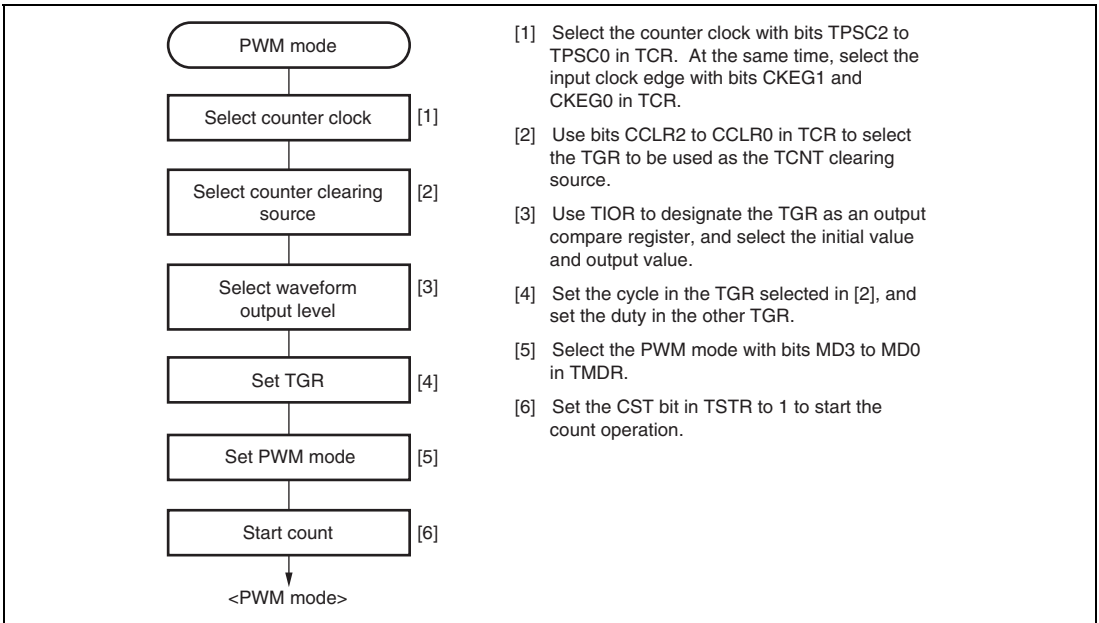 PWM mode
Select counter clock
[1]
Select counter clearing
source
[2]
Select waveform
output level
[3]
Set TGR
[4]
Set PWM mode
[5]
Start count
[6]
<PWM mode>
[1] Select the counter clock with bits TPSC2 to
TPSC0 in TCR. At the same time, select the
input clock edge with bits CKEG1 and
CKEG0 in TCR.
[2] Use bits CCLR2 to CCLR0 in TCR to select
the TGR to be used as the TCNT clearing
source.
[3] Use TIOR to designate the TGR as an output
compare register, and select the initial value
and output value.
[4] Set the cycle in the TGR selected in [2], and
set the duty in the other TGR.
[5] Select the PWM mode with bits MD3 to MD0
in TMDR.
[6] Set the CST bit in TSTR to 1 to start the
count operation.